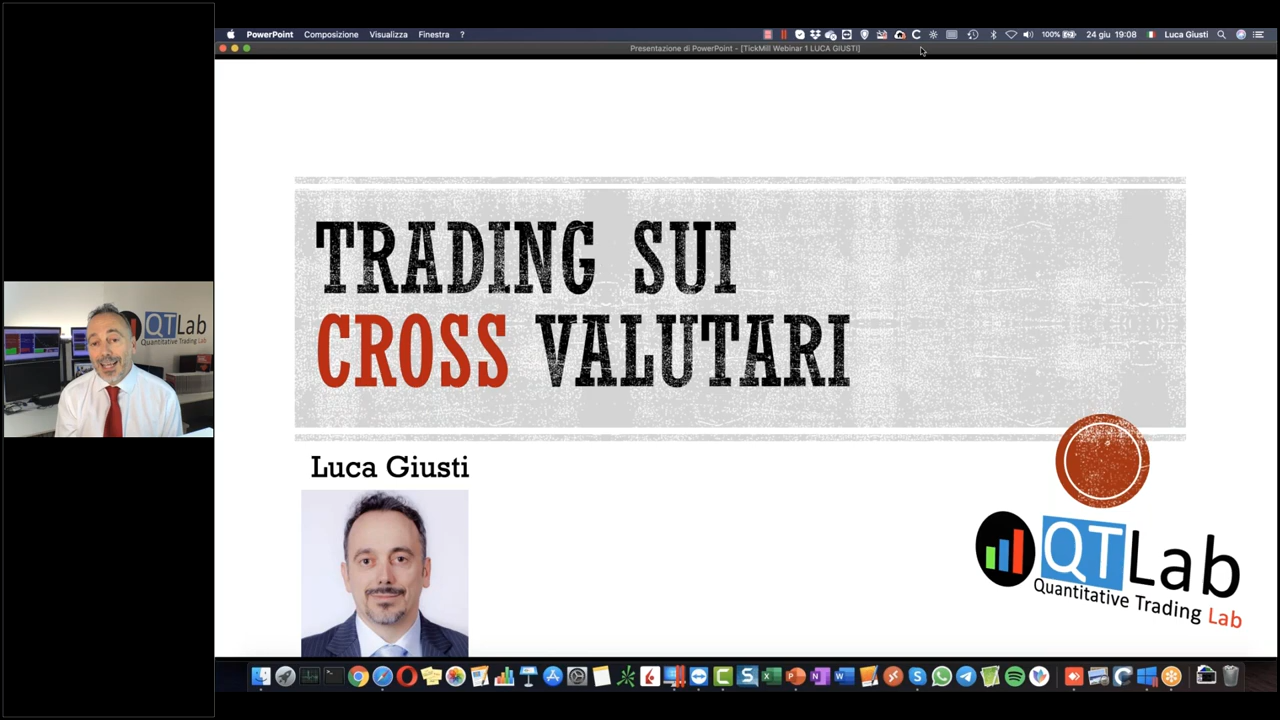 PowerPoint Composizione Visualizza Finestra ? 100% 24 giu 19:08 Luca Giusti
Presentazione di PowerPoint - [TickMill Webinar 1 LUCA GIUSTI]
TRADING SUI
CROSS VALUTARI
QTLab
Quantitative Trading Lab
Luca Giusti
QTLab
Quantitative Trading Lab